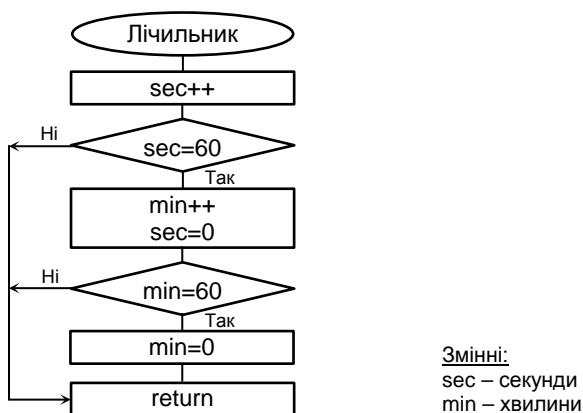 Лічильник
sec++
Ні
sec=60
Так
min++
sec=0
Ні
min=60
Так
min=0
return
Змінні:
sec – секунди
min – хвилини